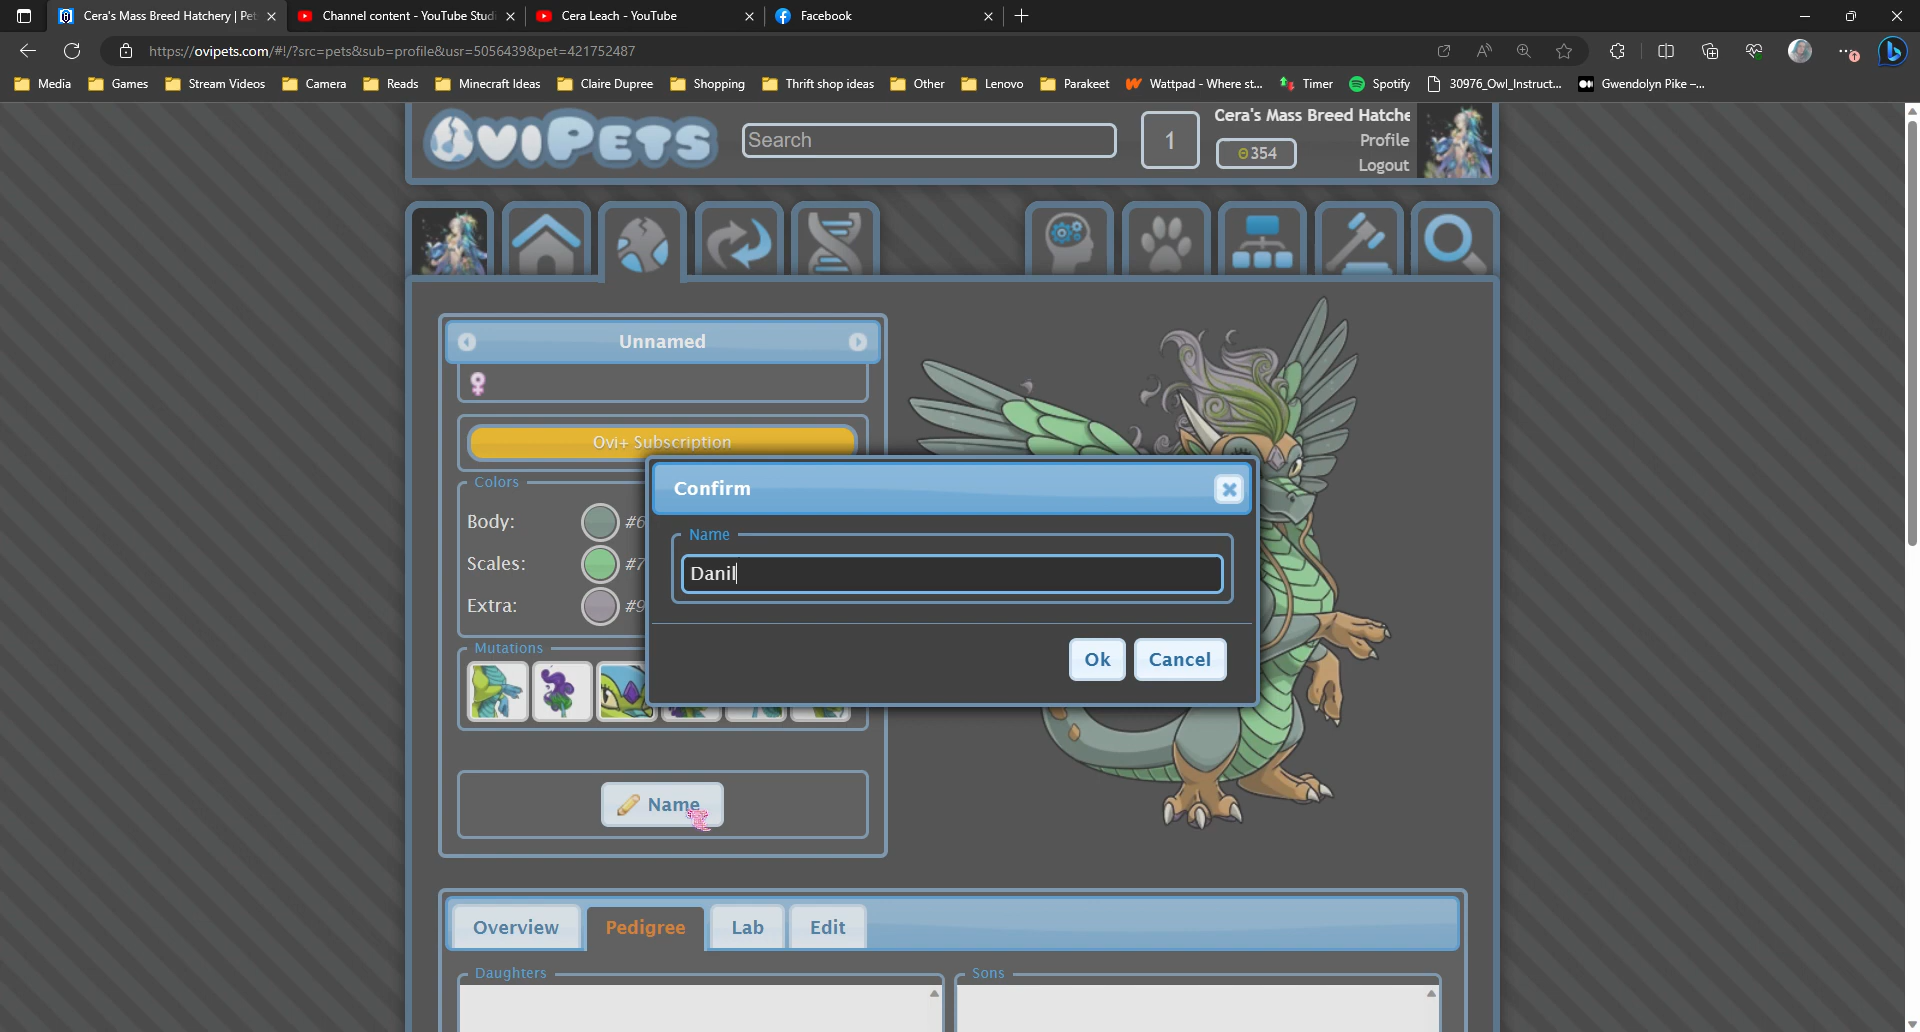 Cera's Mass Breed Hatchery | Pet
Channel content - YouTube Studi
Cera Leach - YouTube
Facebook
https://ovipets.com/#!/?src=pets&sub=profile&usr=5056439&pet=421752487
Media
Games
Stream Videos
Camera
Reads
Minecraft Ideas
Claire Dupree
Shopping
Thrift shop ideas
Other
Lenovo
Parakeet
Wattpad - Where st...
Timer
Spotify
30976_Owl_Instruct...
Gwendolyn Pike –...
OviPets
Search
1
Cera's Mass Breed Hatche
354
Profile
Logout
Unnamed
Ovi+ Subscription
Colors
Body:
#6
Scales:
#7
Extra:
#9
Mutations
Confirm
Name
Danil
Ok
Cancel
Name
Overview
Pedigree
Lab
Edit
Daughters
Sons